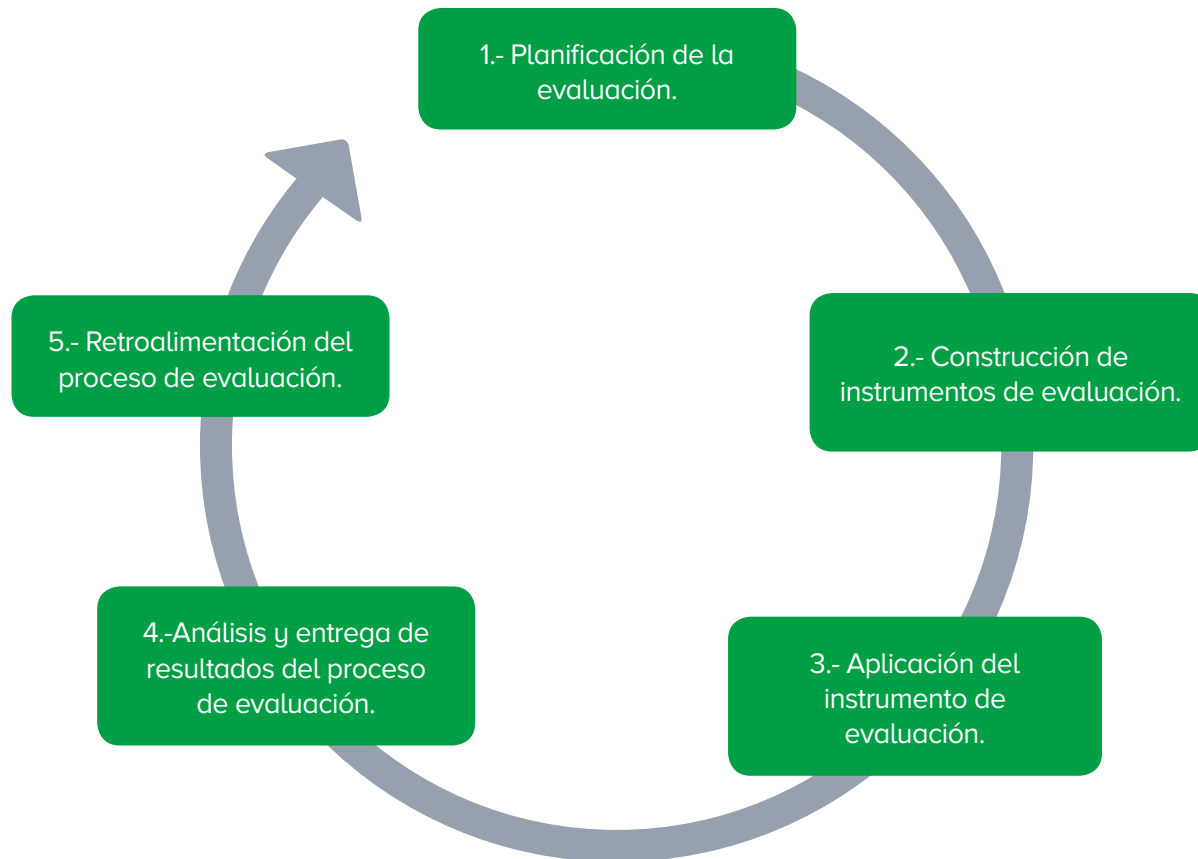 1.- Planificación de la
evaluación.
2.- Construcción de
instrumentos de evaluación.
3.- Aplicación del
instrumento de
evaluación.
4.-Análisis y entrega de
resultados del proceso
de evaluación.
5.- Retroalimentación del
proceso de evaluación.